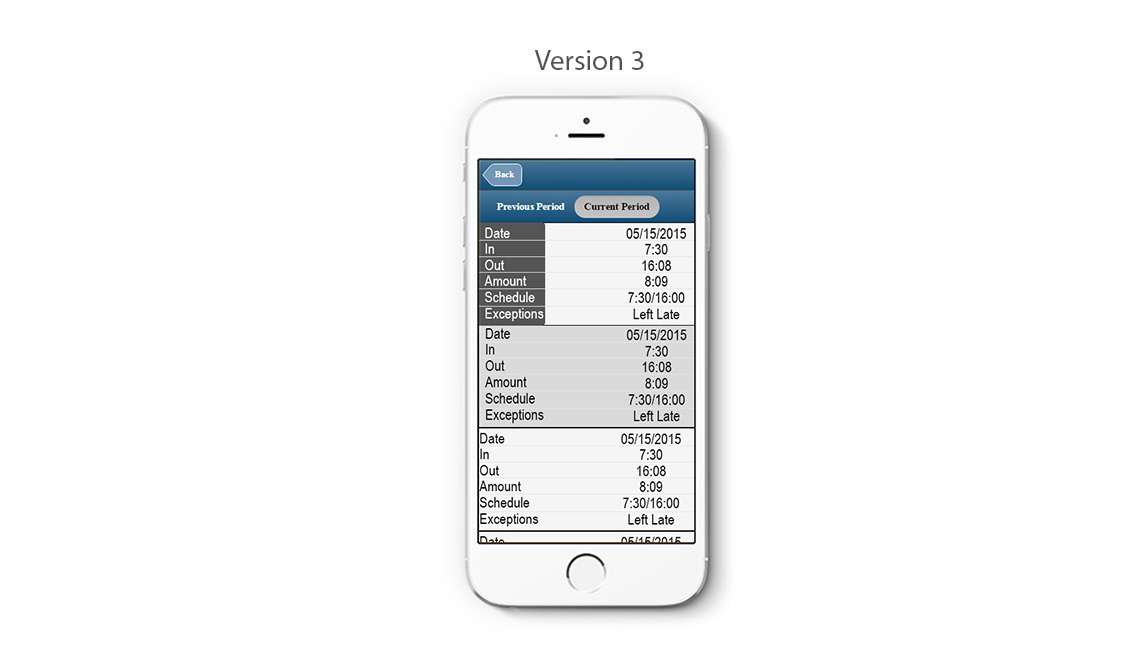 Version 3
Back
Previous Period Current Period
Date 05/15/2015
In 7:30
Out 16:08
Amount 8:09
Schedule 7:30/16:00
Exceptions Left Late
Date 05/15/2015
In 7:30
Out 16:08
Amount 8:09
Schedule 7:30/16:00
Exceptions Left Late
Date 05/15/2015
In 7:30
Out 16:08
Amount 8:09
Schedule 7:30/16:00
Exceptions Left Late
Date 05/15/2015